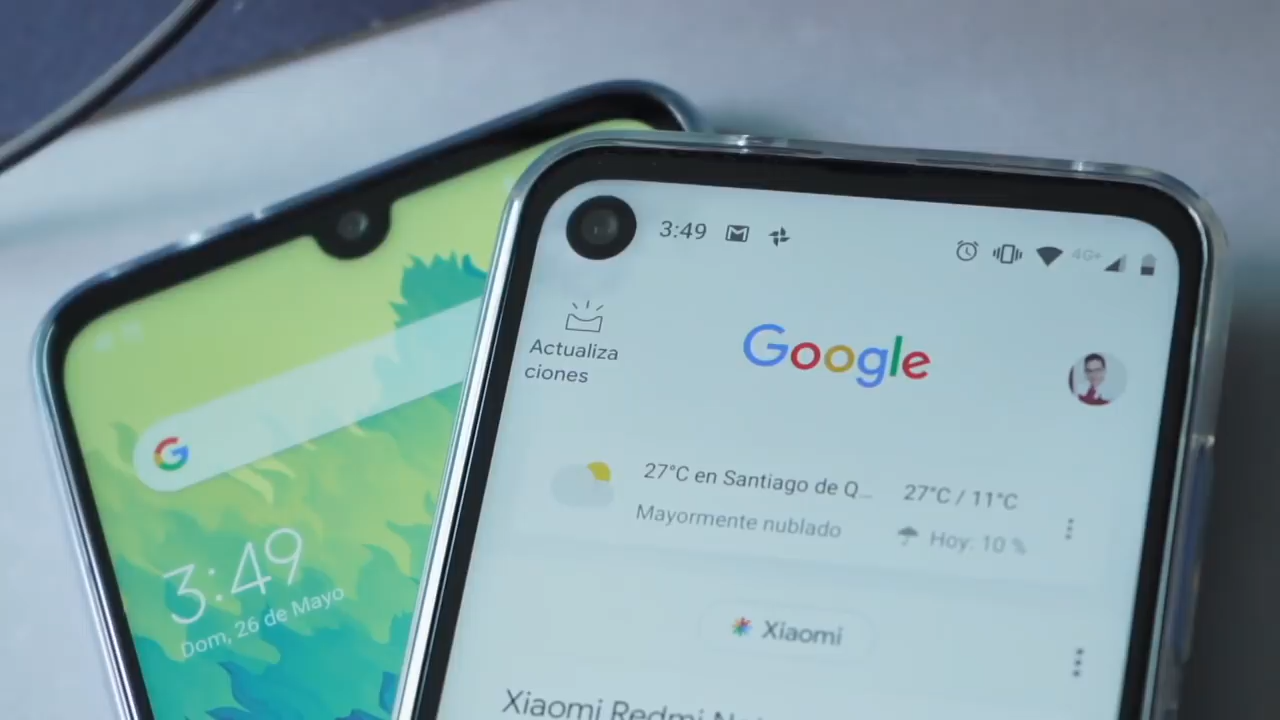 3:49
4G+
Actualiza
ciones
Google
27°C en Santiago de Q...
27°C / 11°C
Mayormente nublado
Hoy: 10 %
Xiaomi
Xiaomi Redmi
G
3:49
Dom, 26 de Mayo